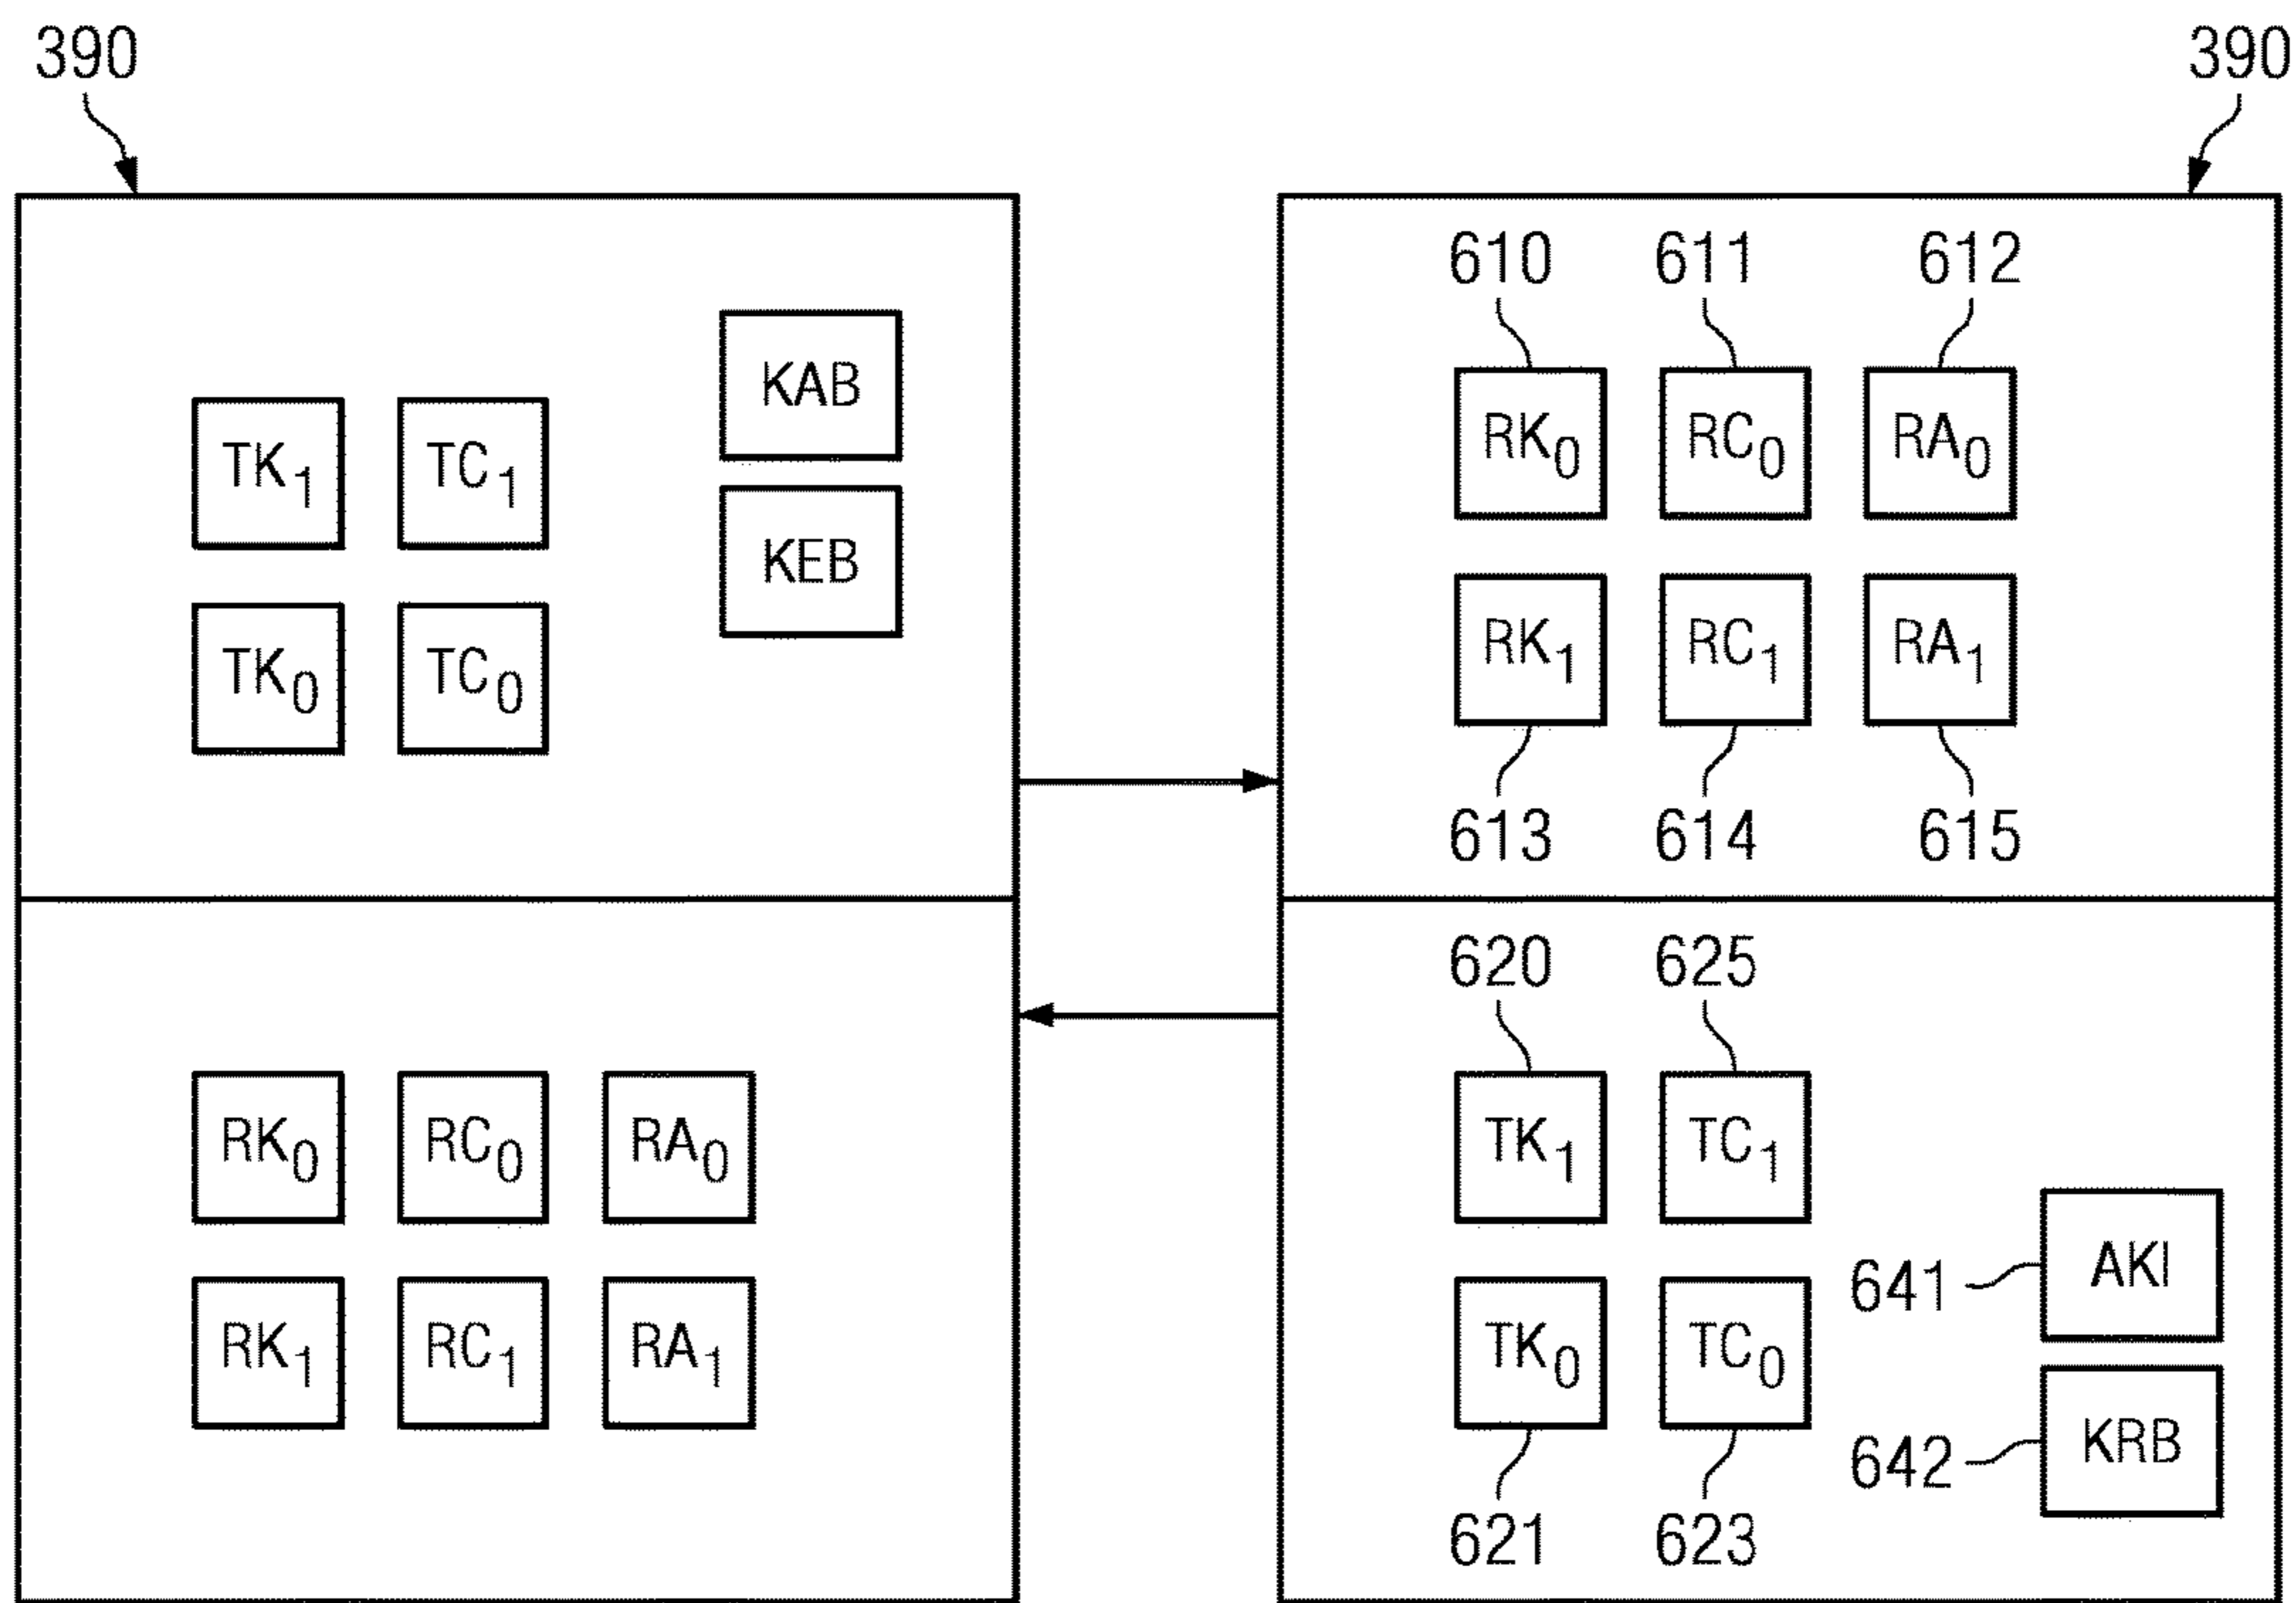 390
390
KAB
TK1 TC1
KEB
TK0 TC0
RK0 RC0 RA0
RK1 RC1 RA1
610 611 612
RK0 RC0 RA0
RK1 RC1 RA1
613 614 615
620 625
TK1 TC1
641 AKI
TK0 TC0
642 KRB
621 623